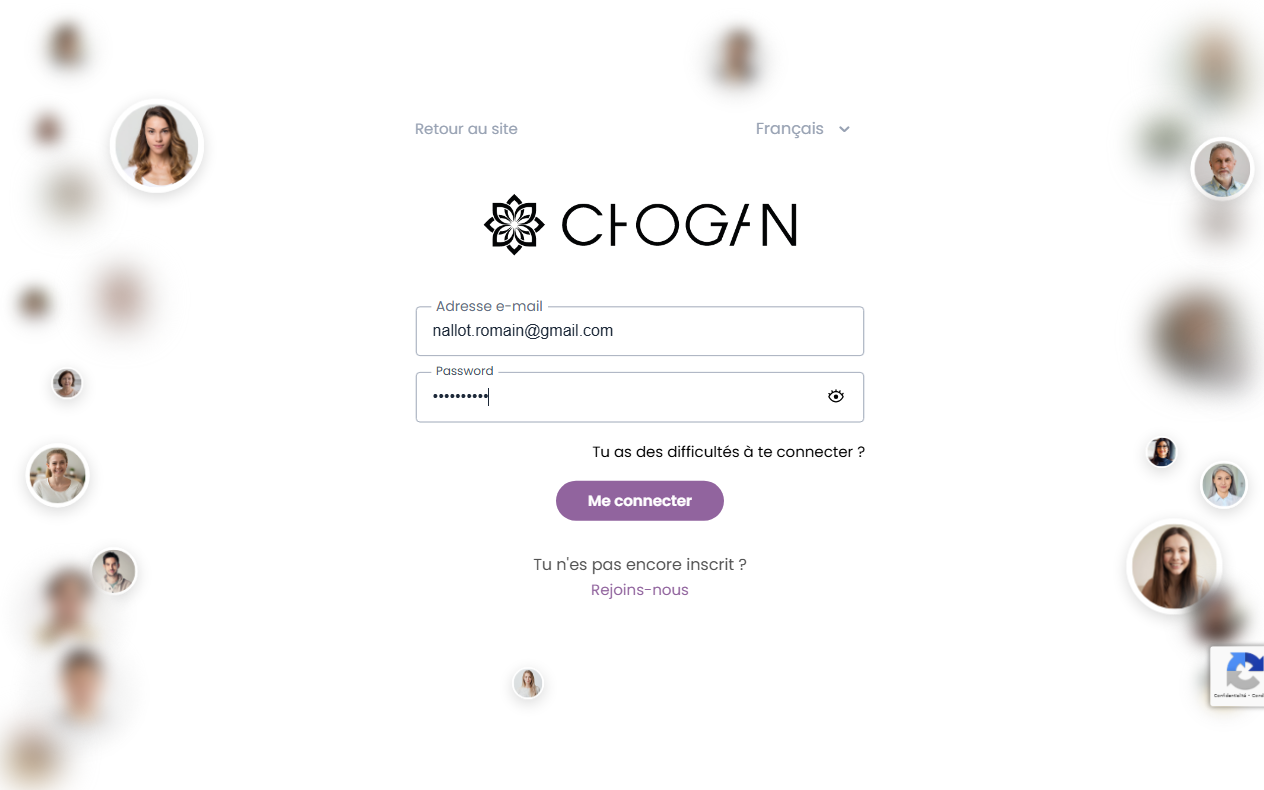 Retour au site
Français
CHOGAN
Adresse e-mail
nallot.romain@gmail.com
Password
••••••••••
Tu as des difficultés à te connecter ?
Me connecter
Tu n'es pas encore inscrit ?
Rejoins-nous
Confidentialité -